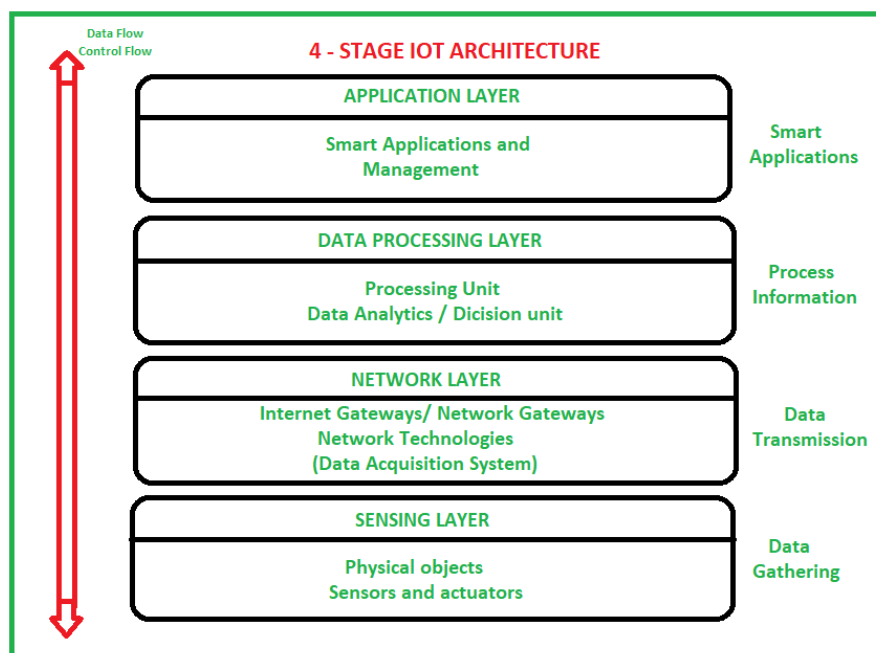 Data Flow
Control Flow
4 - STAGE IOT ARCHITECTURE
APPLICATION LAYER
Smart Applications and
Management
Smart
Applications
DATA PROCESSING LAYER
Processing Unit
Data Analytics / Dicision unit
Process
Information
NETWORK LAYER
Internet Gateways/ Network Gateways
Network Technologies
(Data Acquisition System)
Data
Transmission
SENSING LAYER
Physical objects
Sensors and actuators
Data
Gathering